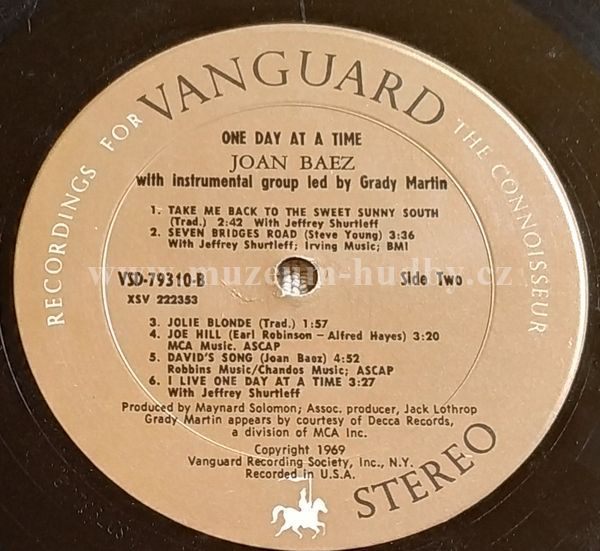 RECORDINGS FOR VANGUARD THE CONNOISSEUR
ONE DAY AT A TIME
JOAN BAEZ
with instrumental group led by Grady Martin
1. TAKE ME BACK TO THE SWEET SUNNY SOUTH
(Trad.) 2:42 With Jeffrey Shurtleff
2. SEVEN BRIDGES ROAD (Steve Young) 3:36
With Jeffrey Shurtleff; Irving Music; BMI
www.muzeum-hudby.cz
VSD-79310-B Side Two
XSV 222353
3. JOLIE BLONDE (Trad.) 1:57
4. JOE HILL (Earl Robinson - Alfred Hayes) 3:20
MCA Music. ASCAP
5. DAVID'S SONG (Joan Baez) 4:52
Robbins Music/Chandos Music; ASCAP
6. I LIVE ONE DAY AT A TIME 3:27
With Jeffrey Shurtleff
Produced by Maynard Solomon; Assoc. producer, Jack Lothrop
Grady Martin appears by courtesy of Decca Records,
a division of MCA Inc.
Copyright 1969
Vanguard Recording Society, Inc., N.Y.
Recorded in U.S.A.
STEREO